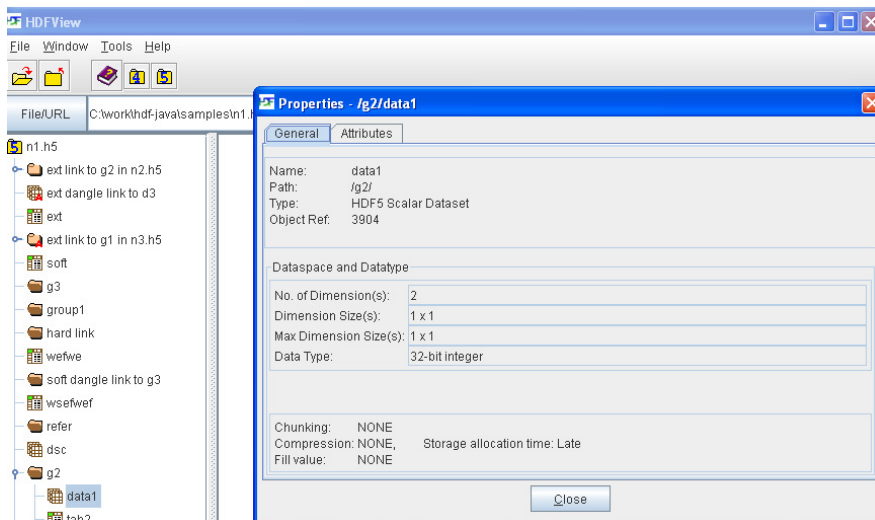 HDFView
File Window Tools Help
4 5
File/URL C:\work\hdf-java\samples\n1.h
5 n1.h5
ext link to g2 in n2.h5
ext dangle link to d3
ext
ext link to g1 in n3.h5
soft
g3
group1
hard link
wefwe
soft dangle link to g3
wsefwef
refer
dsc
g2
data1
tab2
Properties - /g2/data1
General Attributes
Name: data1
Path: /g2/
Type: HDF5 Scalar Dataset
Object Ref: 3904
Dataspace and Datatype
No. of Dimension(s): 2
Dimension Size(s): 1 x 1
Max Dimension Size(s): 1 x 1
Data Type: 32-bit integer
Chunking: NONE
Compression: NONE, Storage allocation time: Late
Fill value: NONE
Close